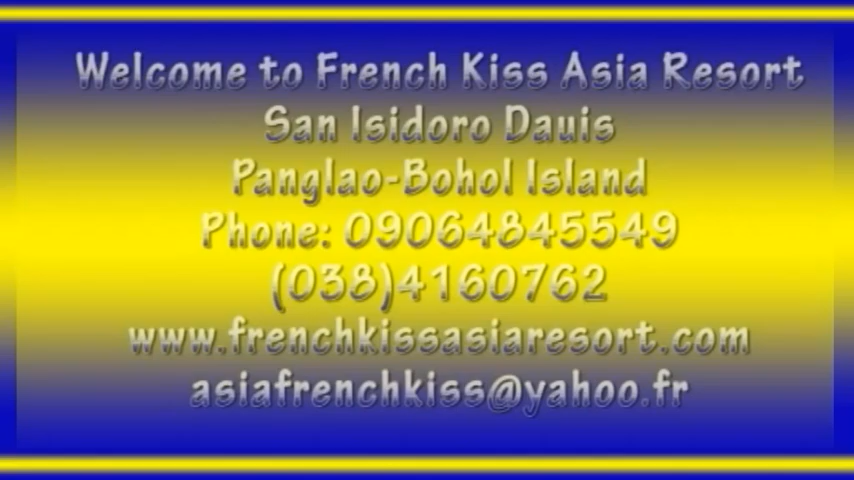 Welcome to French Kiss Asia Resort
San Isidoro Dauis
Panglao-Bohol Island
Phone: 09064845549
(038)4160762
www.frenchkissasiaresort.com
asiafrenchkiss@yahoo.fr